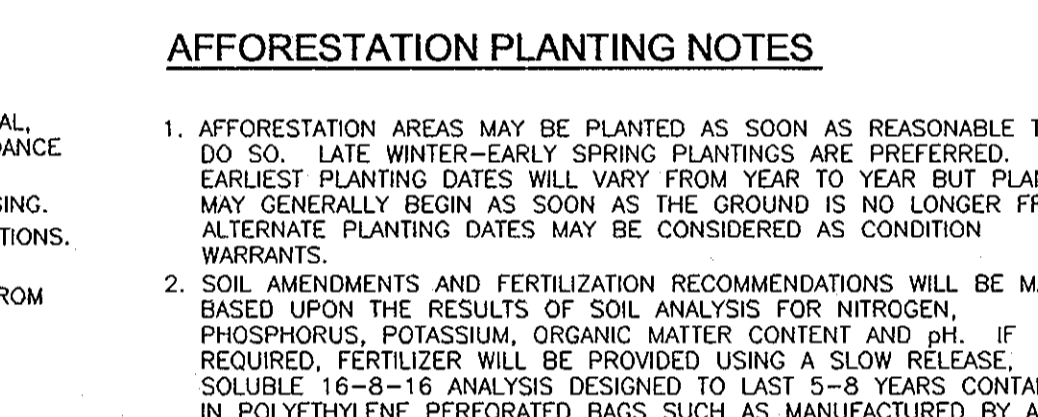 AFFORESTATION PLANTING NOTES
AL,
DANCE
SING.
TIONS.
ROM
1. AFFORESTATION AREAS MAY BE PLANTED AS SOON AS REASONABLE
DO SO. LATE WINTER-EARLY SPRING PLANTINGS ARE PREFERRED.
EARLIEST PLANTING DATES WILL VARY FROM YEAR TO YEAR BUT
MAY GENERALLY BEGIN AS SOON AS THE GROUND IS NO LONGER
ALTERNATE PLANTING DATES MAY BE CONSIDERED AS CONDITION
WARRANTS.
2. SOIL AMENDMENTS AND FERTILIZATION RECOMMENDATIONS WILL BE
BASED UPON THE RESULTS OF SOIL ANALYSIS FOR NITROGEN,
PHOSPHORUS, POTASSIUM, ORGANIC MATTER CONTENT AND pH. IF
REQUIRED, FERTILIZER WILL BE PROVIDED USING A SLOW RELEASE,
SOLUBLE 16-8-16 ANALYSIS DESIGNED TO LAST 5-8 YEARS
IN POLYETHYLENE PERFORATED BAGS SUCH AS MANUFACTURED BY